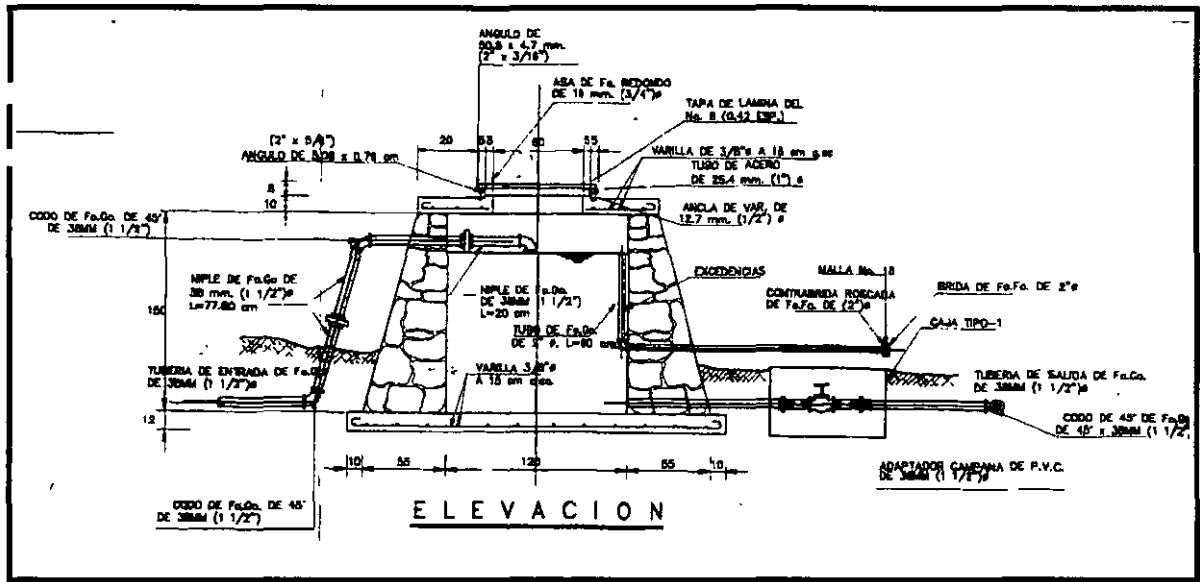 ANGULO DE
50.8 x 4.7 mm.
(2" x 3/16")
ASA DE Fo. REDONDO
DE 19 mm. (3/4")ø
TAPA DE LAMINA DEL
No. 8 (0.42 ESP.)
(2" x 5/8")
ANGULO DE 5.08 x 0.79 cm
20
60
55
VARILLA DE 3/8"ø A 15 cm
TUBO DE ACERO
DE 25.4 mm. (1") ø
8
10
ANCLA DE VAR. DE
12.7 mm. (1/2") ø
CODO DE Fo.Go. DE 45°
DE 38MM (1 1/2")
NIPLE DE Fo.Go DE
38 mm. (1 1/2")ø
L=77.80 cm
NIPLE DE Fo.Go.
DE 38MM (1 1/2")
L=20 cm
EXCEDENCIAS
MALLA No.
BRIDA DE Fo.Fo. DE 2"ø
CONTRABRIDA ROSCADA
DE Fo.Fo. DE (2")ø
CAJA TIPO-1
TUBO DE Fo.Go.
DE 2" ø, L=90 cm
TUBERIA DE ENTRADA DE Fo.G
DE 38MM (1 1/2")ø
VARILLA 3/8"ø
A 15 cm
TUBERIA DE SALIDA DE Fo.Go.
DE 38MM (1 1/2")ø
12
CODO DE 45° DE Fo.Go
DE 45° x 38MM (1 1/2"
10
55
120
55
10
ADAPTADOR CAMPANA DE P.V.C.
DE 38MM (1 1/2")ø
CODO DE Fo.Go. DE 45°
DE 38MM (1 1/2")
ELEVACION